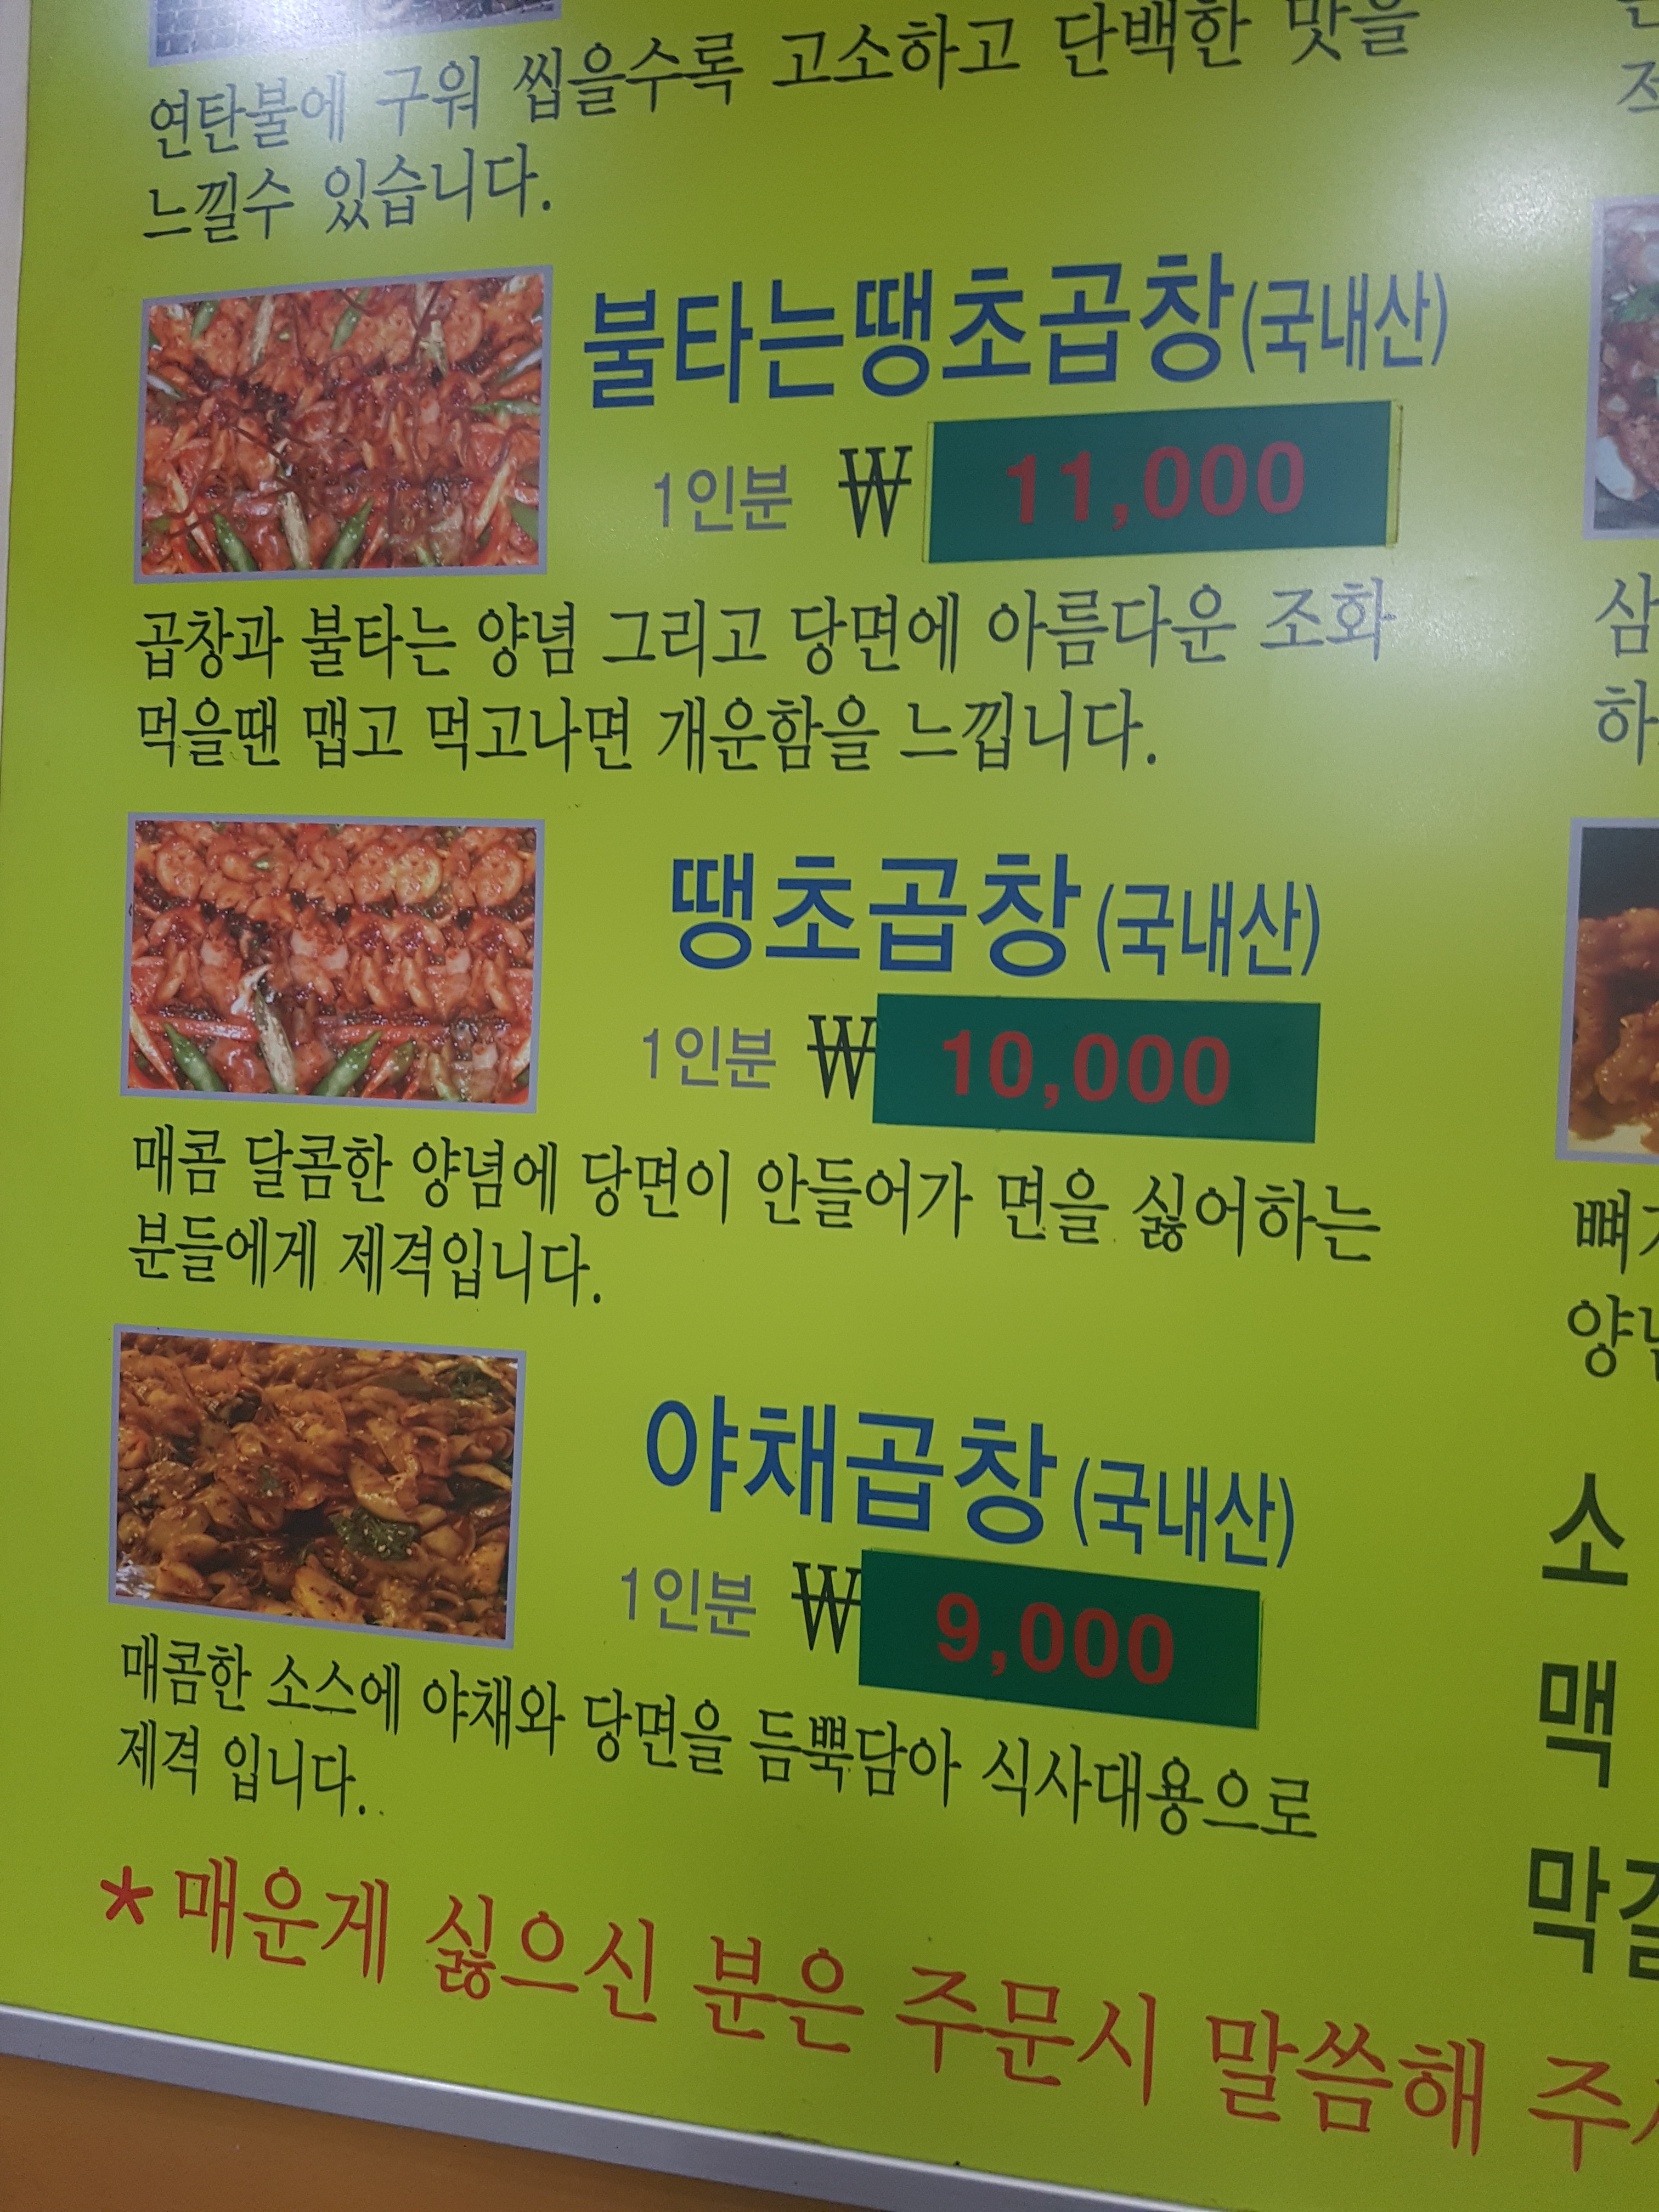 연탄불에 구워 씹을수록 고소하고 단백한 맛을
느낄수 있습니다.
불타는땡초곱창(국내산)
1인분 ₩ 11,000
곱창과 불타는 양념 그리고 당면에 아름다운 조화
먹을땐 맵고 먹고나면 개운함을 느낍니다.
땡초곱창(국내산)
1인분 ₩ 10,000
매콤 달콤한 양념에 당면이 안들어가 면을 싫어하는
분들에게 제격입니다.
야채곱창(국내산)
1인분 ₩ 9,000
매콤한 소스에 야채와 당면을 듬뿍담아 식사대용으로
제격 입니다..
*매운게 싫으신 분은 주문시 말씀해 주
삼
하
뼈
양
소
맥
막